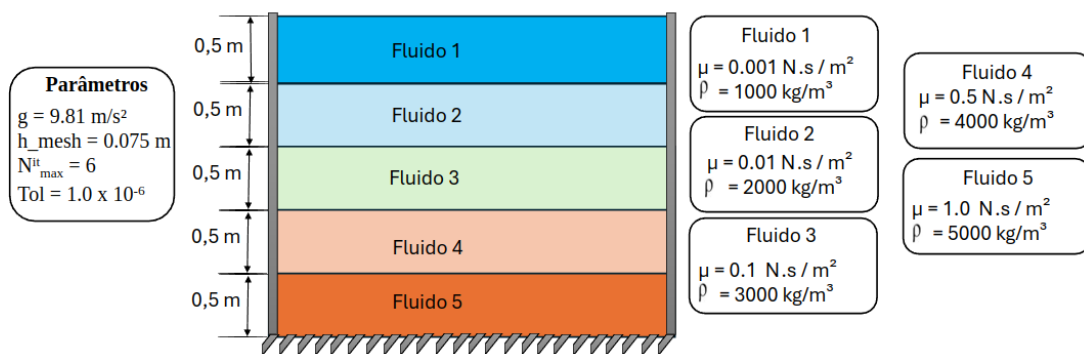 Parâmetros
g = 9.81 m/s²
h_mesh = 0.075 m
Nⁱᵗmax = 6
Tol = 1.0 x 10⁻⁶
0,5 m
0,5 m
0,5 m
0,5 m
0,5 m
Fluido 1
Fluido 2
Fluido 3
Fluido 4
Fluido 5
Fluido 1
μ = 0.001 N.s / m²
ρ = 1000 kg/m³
Fluido 2
μ = 0.01 N.s / m²
ρ = 2000 kg/m³
Fluido 3
μ = 0.1 N.s / m²
ρ = 3000 kg/m³
Fluido 4
μ = 0.5 N.s / m²
ρ = 4000 kg/m³
Fluido 5
μ = 1.0 N.s / m²
ρ = 5000 kg/m³